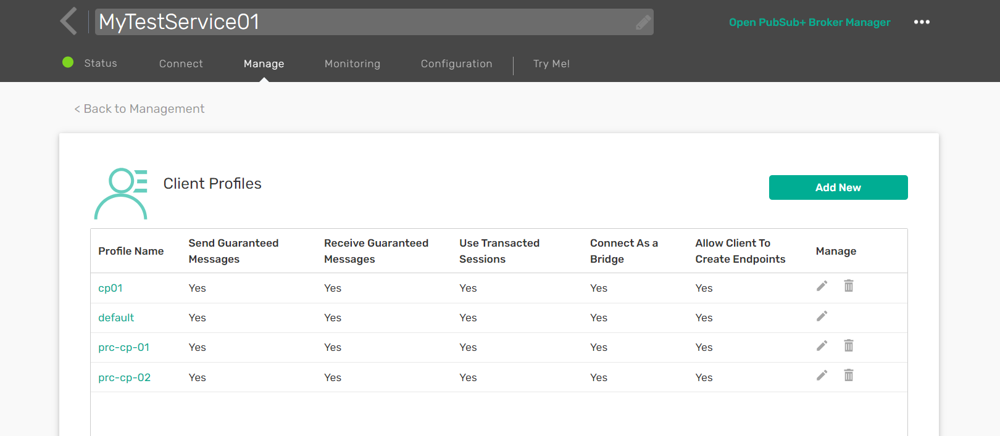 MyTestService01
Open PubSub+ Broker Manager
Status Connect Manage Monitoring Configuration Try Me!
< Back to Management
Client Profiles
Add New
Profile Name Send Guaranteed Messages Receive Guaranteed Messages Use Transacted Sessions Connect As a Bridge Allow Client To Create Endpoints Manage
cp01 Yes Yes Yes Yes Yes
default Yes Yes Yes Yes Yes
prc-cp-01 Yes Yes Yes Yes Yes
prc-cp-02 Yes Yes Yes Yes Yes